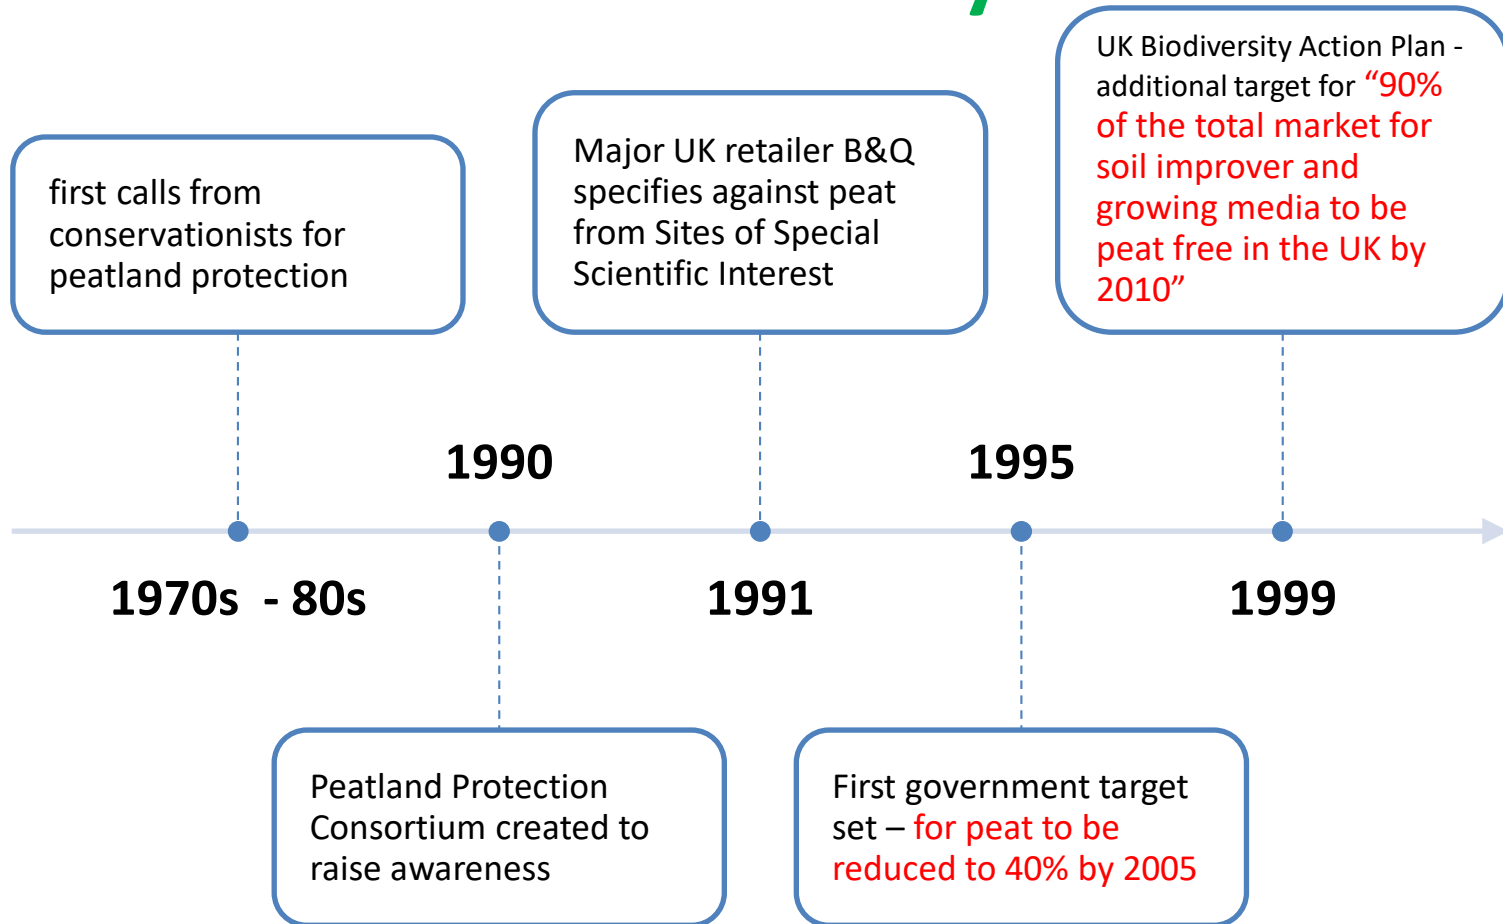 first calls from
conservationists for
peatland protection
Major UK retailer B&Q
specifies against peat
from Sites of Special
Scientific Interest
UK Biodiversity Action Plan -
additional target for “90%
of the total market for
soil improver and
growing media to be
peat free in the UK by
2010”
1990
1995
1970s - 80s
1991
1999
Peatland Protection
Consortium created to
raise awareness
First government target
set – for peat to be
reduced to 40% by 2005